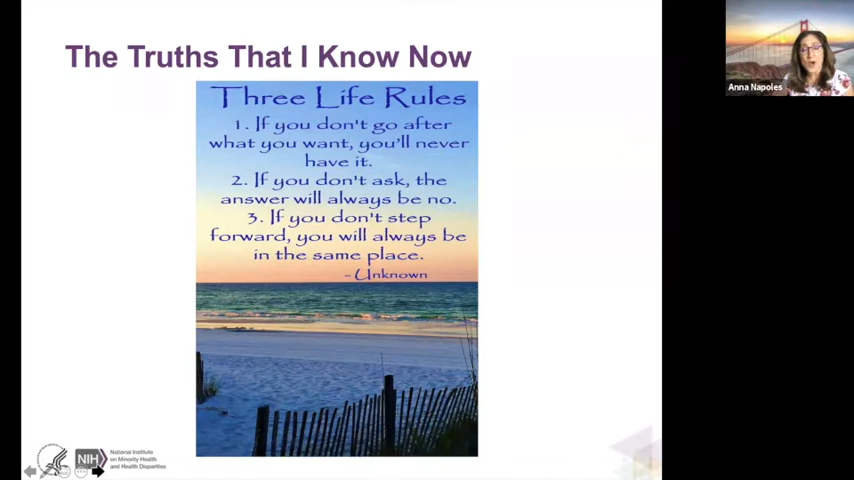 The Truths That I Know Now
Three Life Rules
1. If you don't go after
what you want, you'll never
have it.
2. If you don't ask, the
answer will always be no.
3. If you don't step
forward, you will always be
in the same place.
- Unknown
Anna Napoles
NIH
National Institute
on Minority Health
and Health Disparities